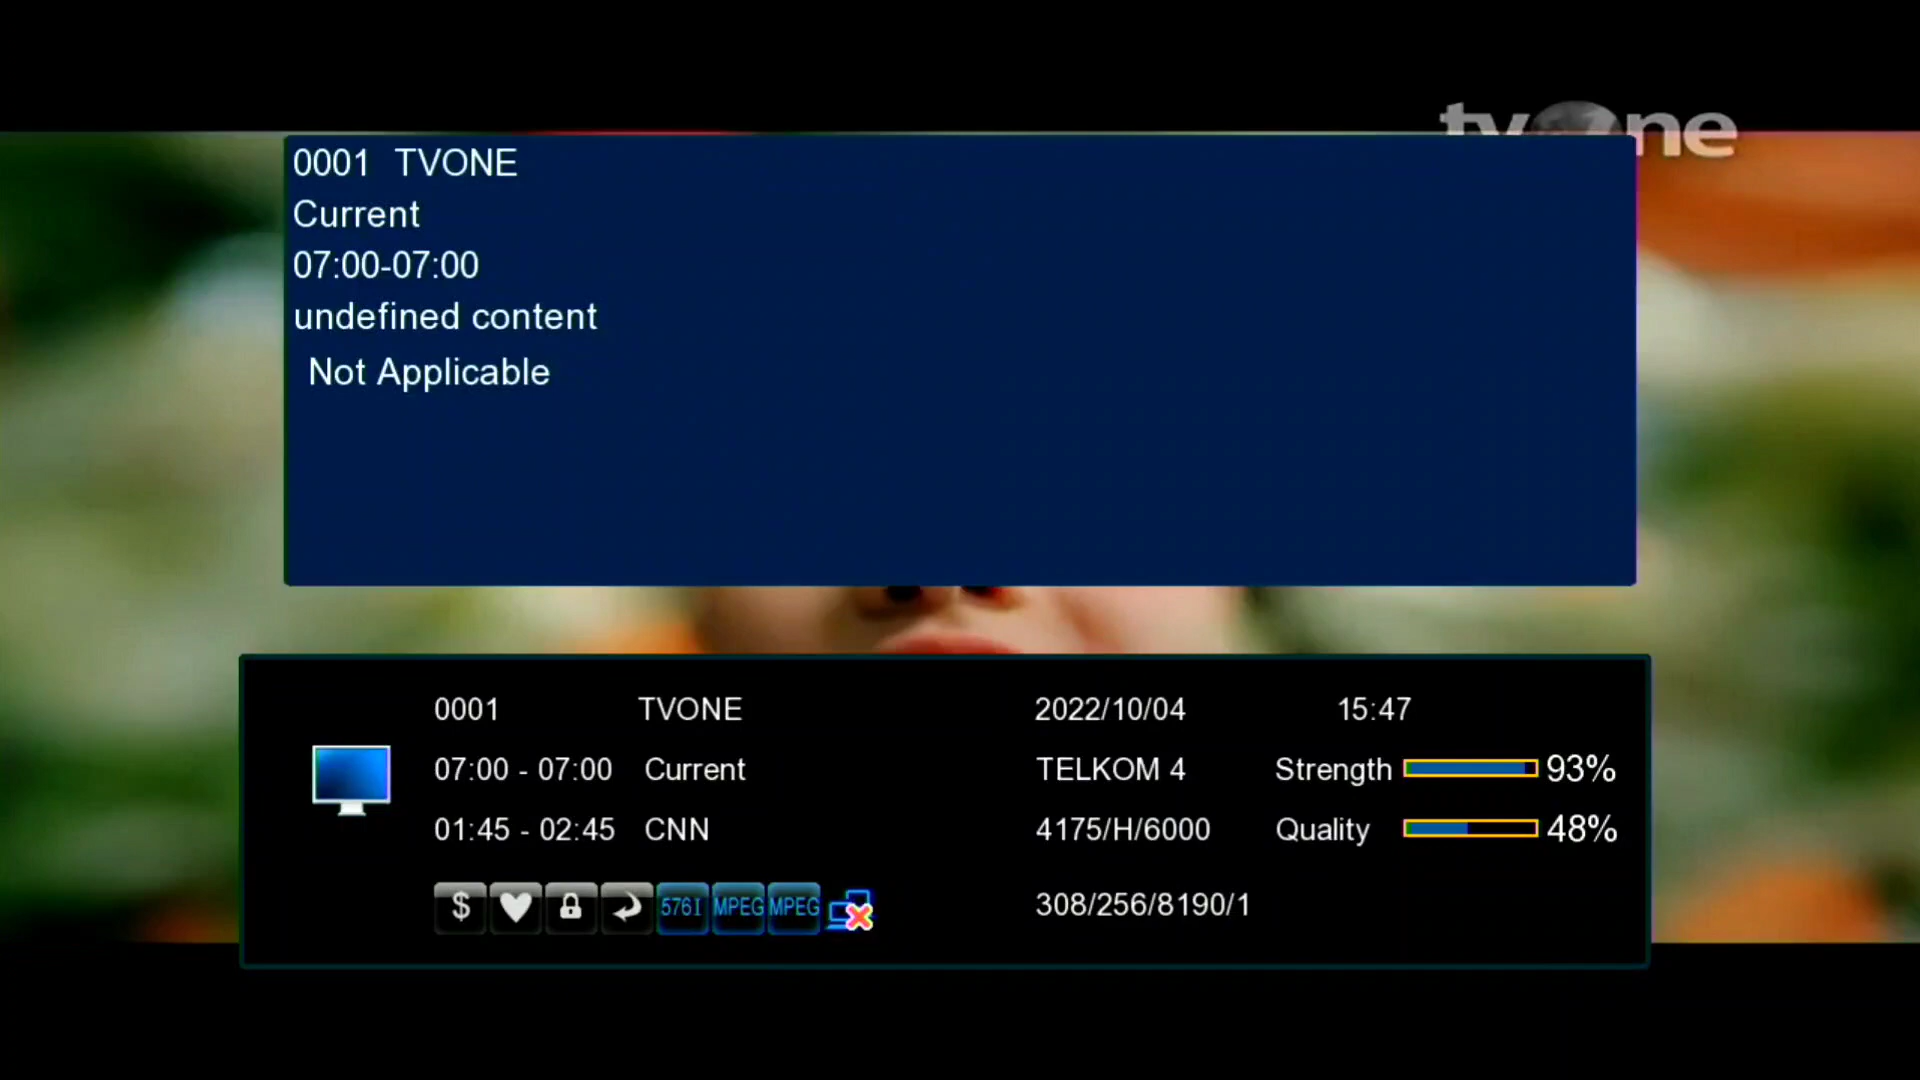 tvOne
0001 TVONE
Current
07:00-07:00
undefined content
Not Applicable
0001 TVONE 2022/10/04 15:47
07:00 - 07:00 Current TELKOM 4 Strength 93%
01:45 - 02:45 CNN 4175/H/6000 Quality 48%
$ 576I MPEG MPEG 308/256/8190/1